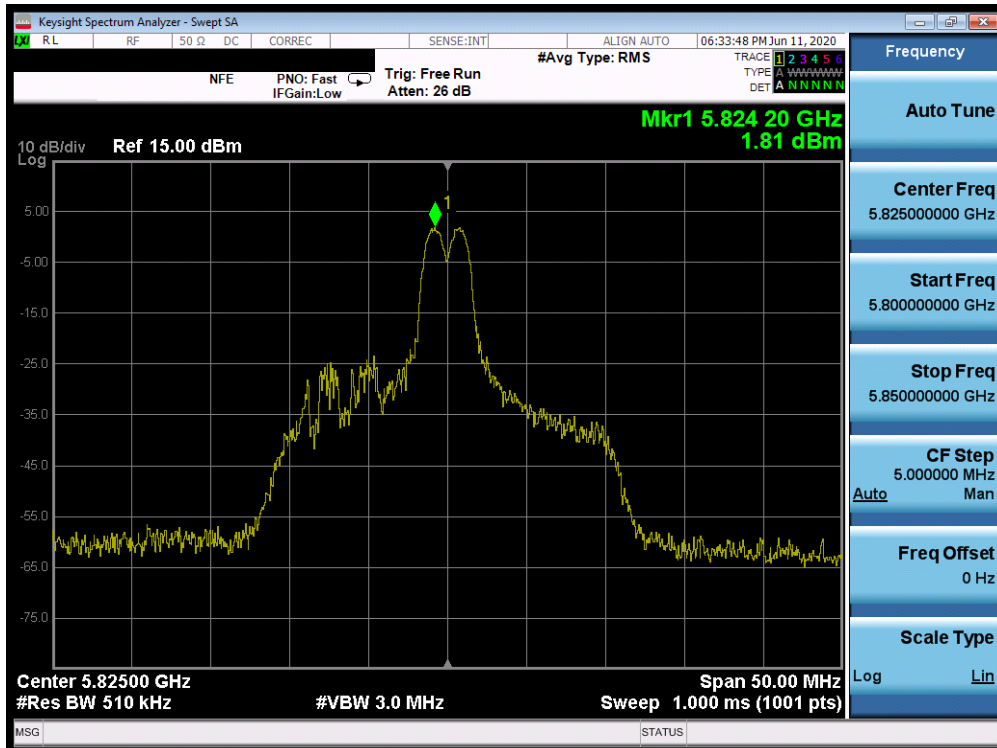 Keysight Spectrum Analyzer - Swept SA
LXI RL RF 50 Ω DC CORREC SENSE:INT ALIGN AUTO 06:33:48 PM Jun 11, 2020
#Avg Type: RMS
TRACE 1 2 3 4 5 6
TYPE A WWWWW
DET A N N N N N
NFE PNO: Fast Trig: Free Run
IFGain:Low Atten: 26 dB
Mkr1 5.824 20 GHz
1.81 dBm
10 dB/div Ref 15.00 dBm
Log
1
5.00
-5.00
-15.0
-25.0
-35.0
-45.0
-55.0
-65.0
-75.0
Center 5.82500 GHz Span 50.00 MHz
#Res BW 510 kHz #VBW 3.0 MHz Sweep 1.000 ms (1001 pts)
MSG STATUS
Frequency
Auto Tune
Center Freq
5.825000000 GHz
Start Freq
5.800000000 GHz
Stop Freq
5.850000000 GHz
CF Step
5.000000 MHz
Auto Man
Freq Offset
0 Hz
Scale Type
Log Lin